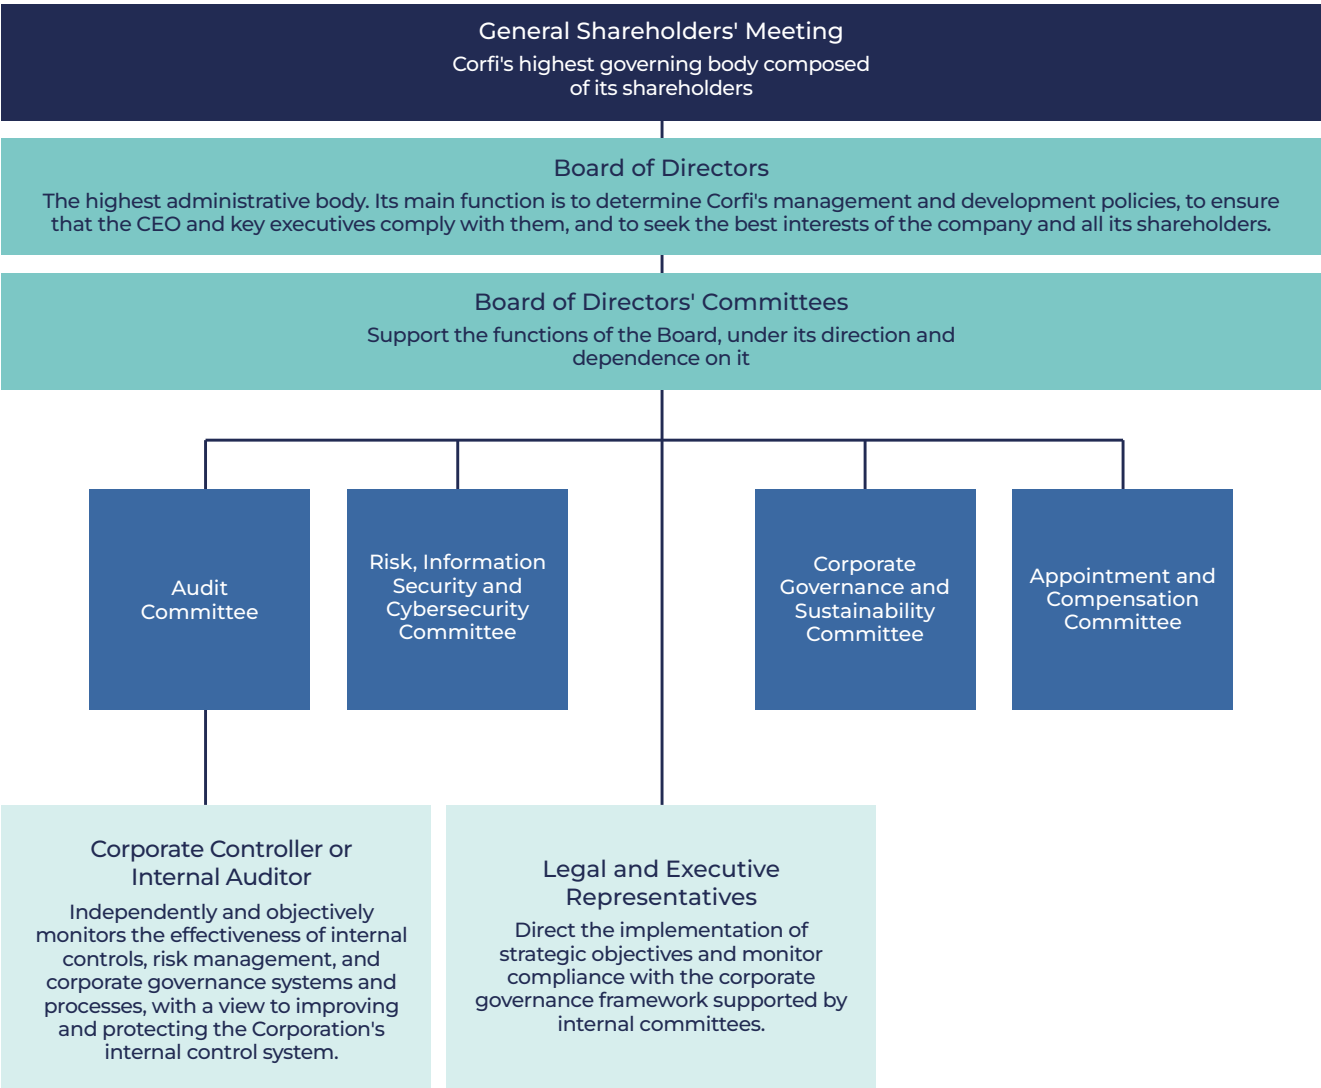 General Shareholders' Meeting
Corfi's highest governing body composed
of its shareholders
Board of Directors
The highest administrative body. Its main function is to determine Corfi's management and development policies, to ensure
that the CEO and key executives comply with them, and to seek the best interests of the company and all its shareholders.
Board of Directors' Committees
Support the functions of the Board, under its direction and
dependence on it
Audit
Committee
Risk, Information
Security and
Cybersecurity
Committee
Corporate
Governance and
Sustainability
Committee
Appointment and
Compensation
Committee
Corporate Controller or
Internal Auditor
Independently and objectively
monitors the effectiveness of internal
controls, risk management, and
corporate governance systems and
processes, with a view to improving
and protecting the Corporation's
internal control system.
Legal and Executive
Representatives
Direct the implementation of
strategic objectives and monitor
compliance with the corporate
governance framework supported by
internal committees.